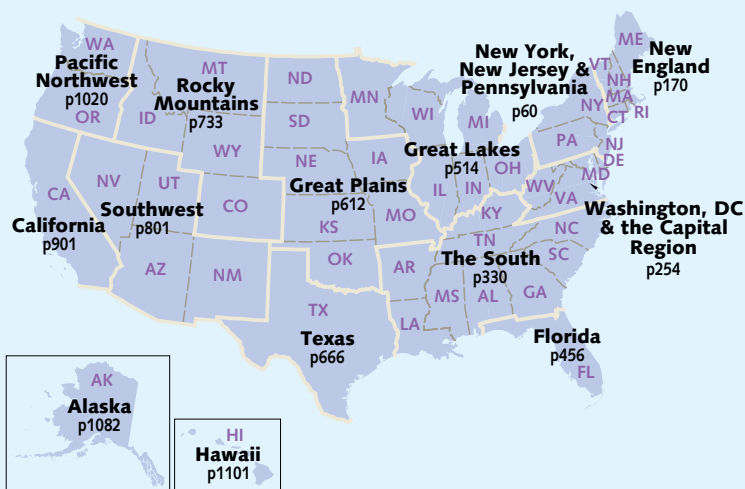 WA
Pacific
Northwest
p1020
OR
MT
Rocky
Mountains
p733
ID
WY
CO
ND
SD
NE
Great Plains
p612
KS
OK
MN
IA
MO
WI
MI
Great Lakes
p514
IL
IN
OH
New York,
New Jersey &
Pennsylvania
p60
NY
PA
NJ
ME
New
England
p170
VT
NH
MA
CT
RI
DE
MD
WV
VA
Washington, DC
& the Capital
Region
p254
CA
California
p901
NV
UT
Southwest
p801
AZ
NM
TX
Texas
p666
KY
TN
NC
SC
The South
p330
AR
LA
MS
AL
GA
Florida
p456
FL
AK
Alaska
p1082
HI
Hawaii
p1101